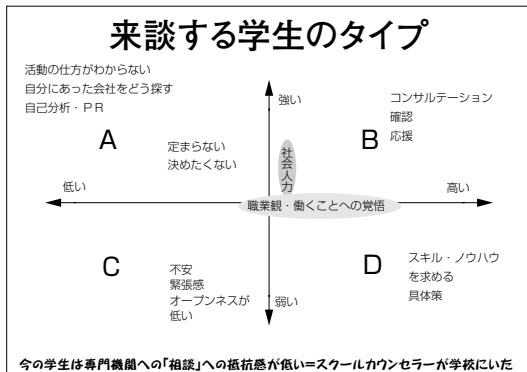 来談する学生のタイプ
活動の仕方がわからない
自分にあった会社をどう探す
自己分析・PR
A
定まらない
決めたくない
強い
社会人力
コンサルテーション
確認
応援
B
低い
職業観・働くことへの覚悟
高い
C
不安
緊張感
オープンネスが
低い
弱い
D
スキル・ノウハウ
を求める
具体策
今の学生は専門機関への「相談」への抵抗感が低い=スクールカウンセラーが学校にいた